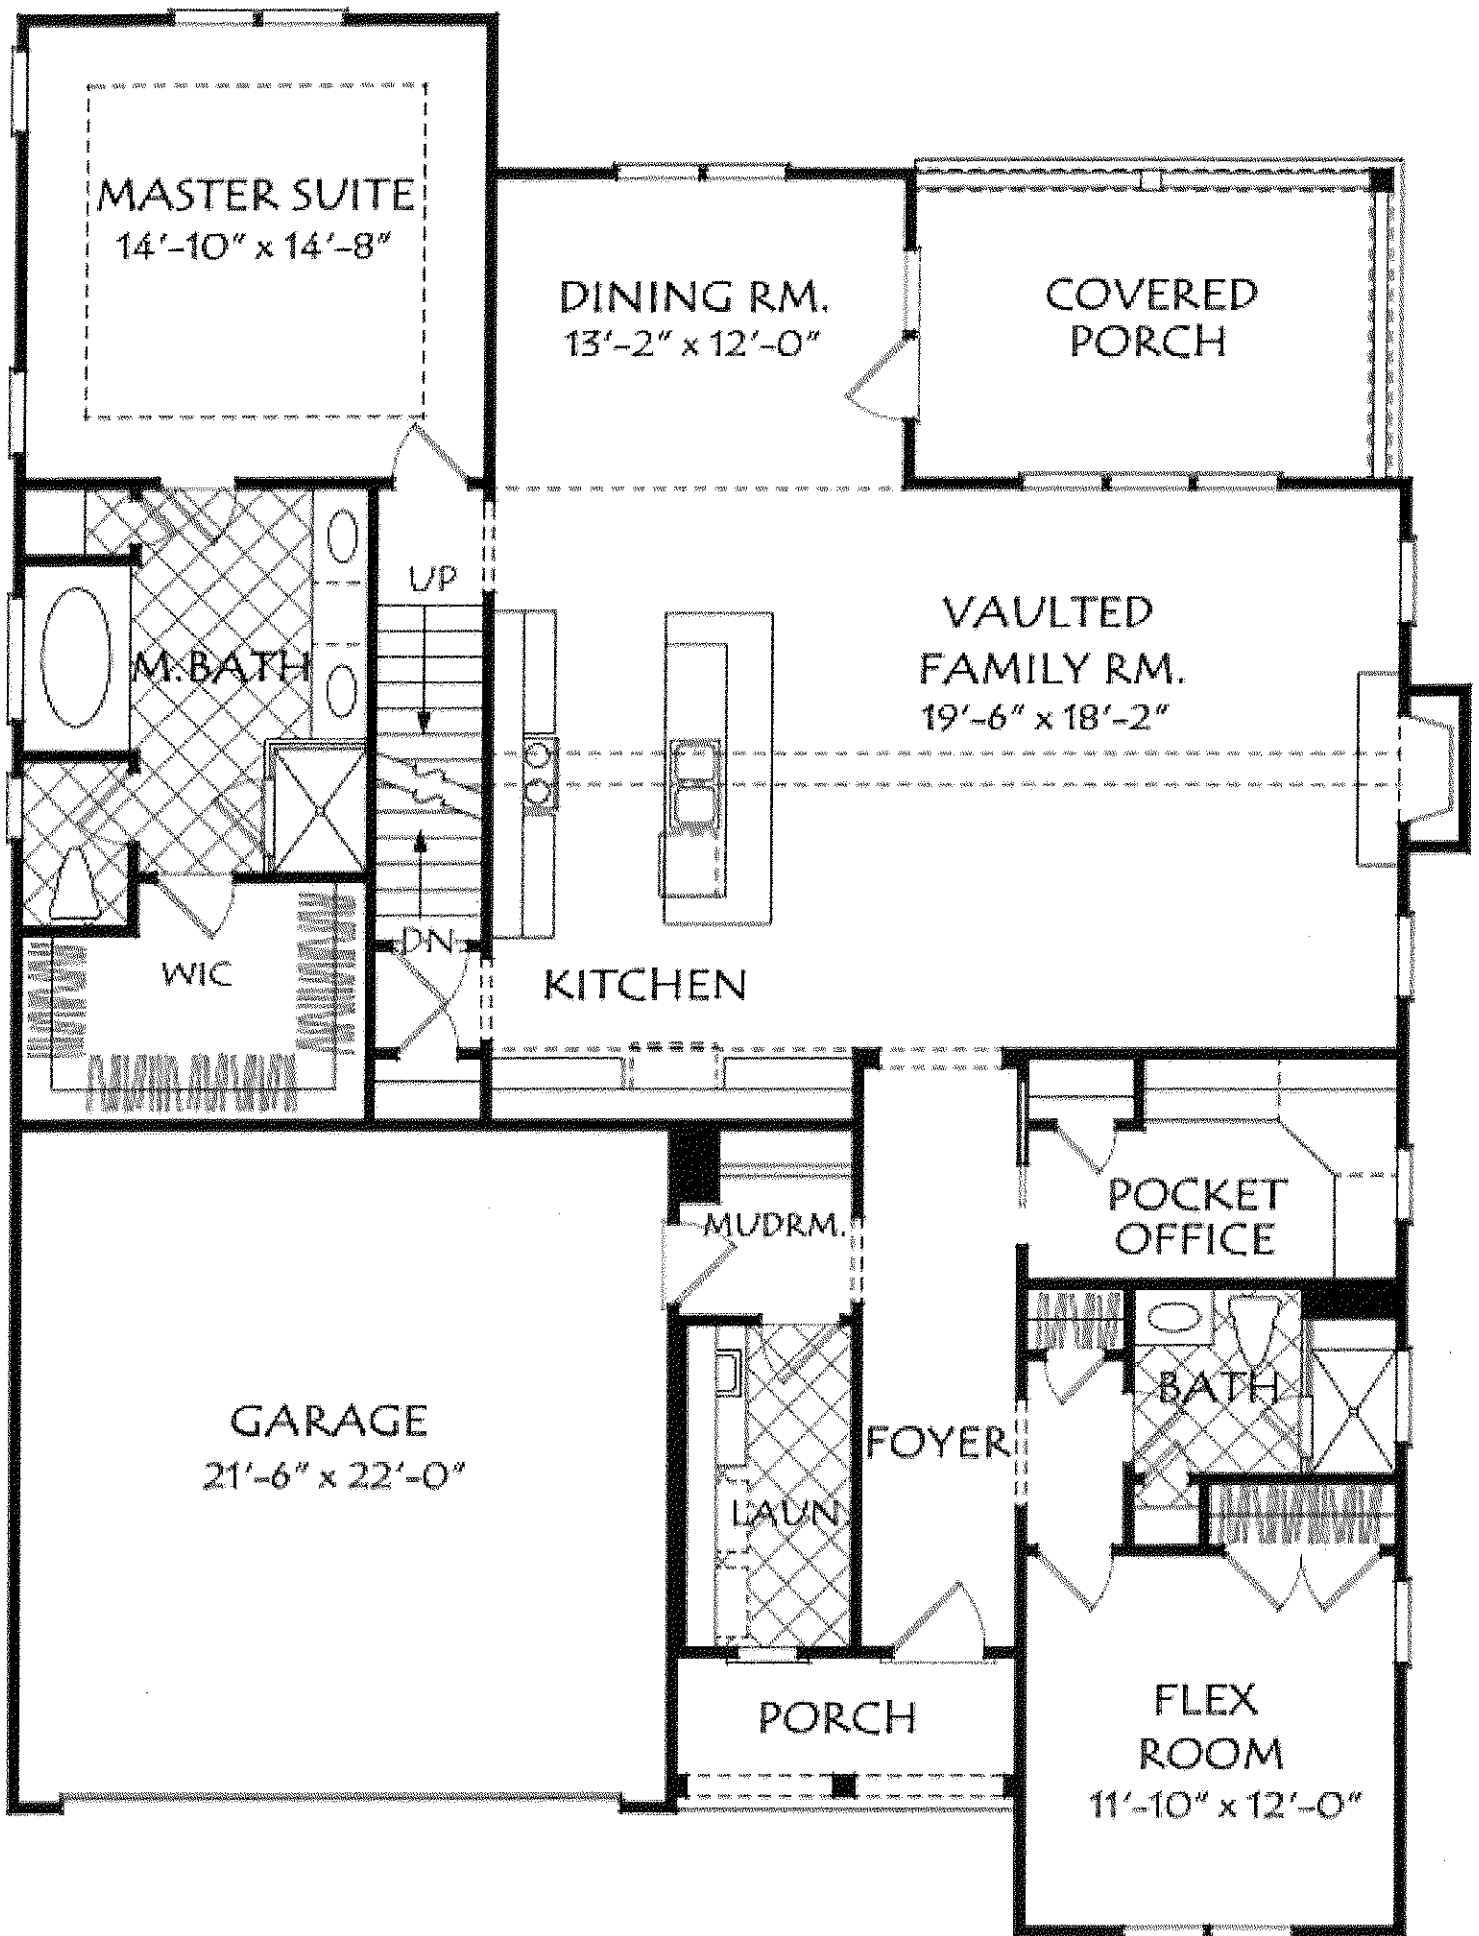 MASTER SUITE
14'-10" x 14'-8"
DINING RM.
13'-2" x 12'-0"
COVERED
PORCH
UP
VAULTED
FAMILY RM.
19'-6" x 18'-2"
M.BATH
DN
WIC
KITCHEN
POCKET
OFFICE
MUDRM.
BATH
GARAGE
21'-6" x 22'-0"
FOYER
LAUN.
PORCH
FLEX
ROOM
11'-10" x 12'-0"